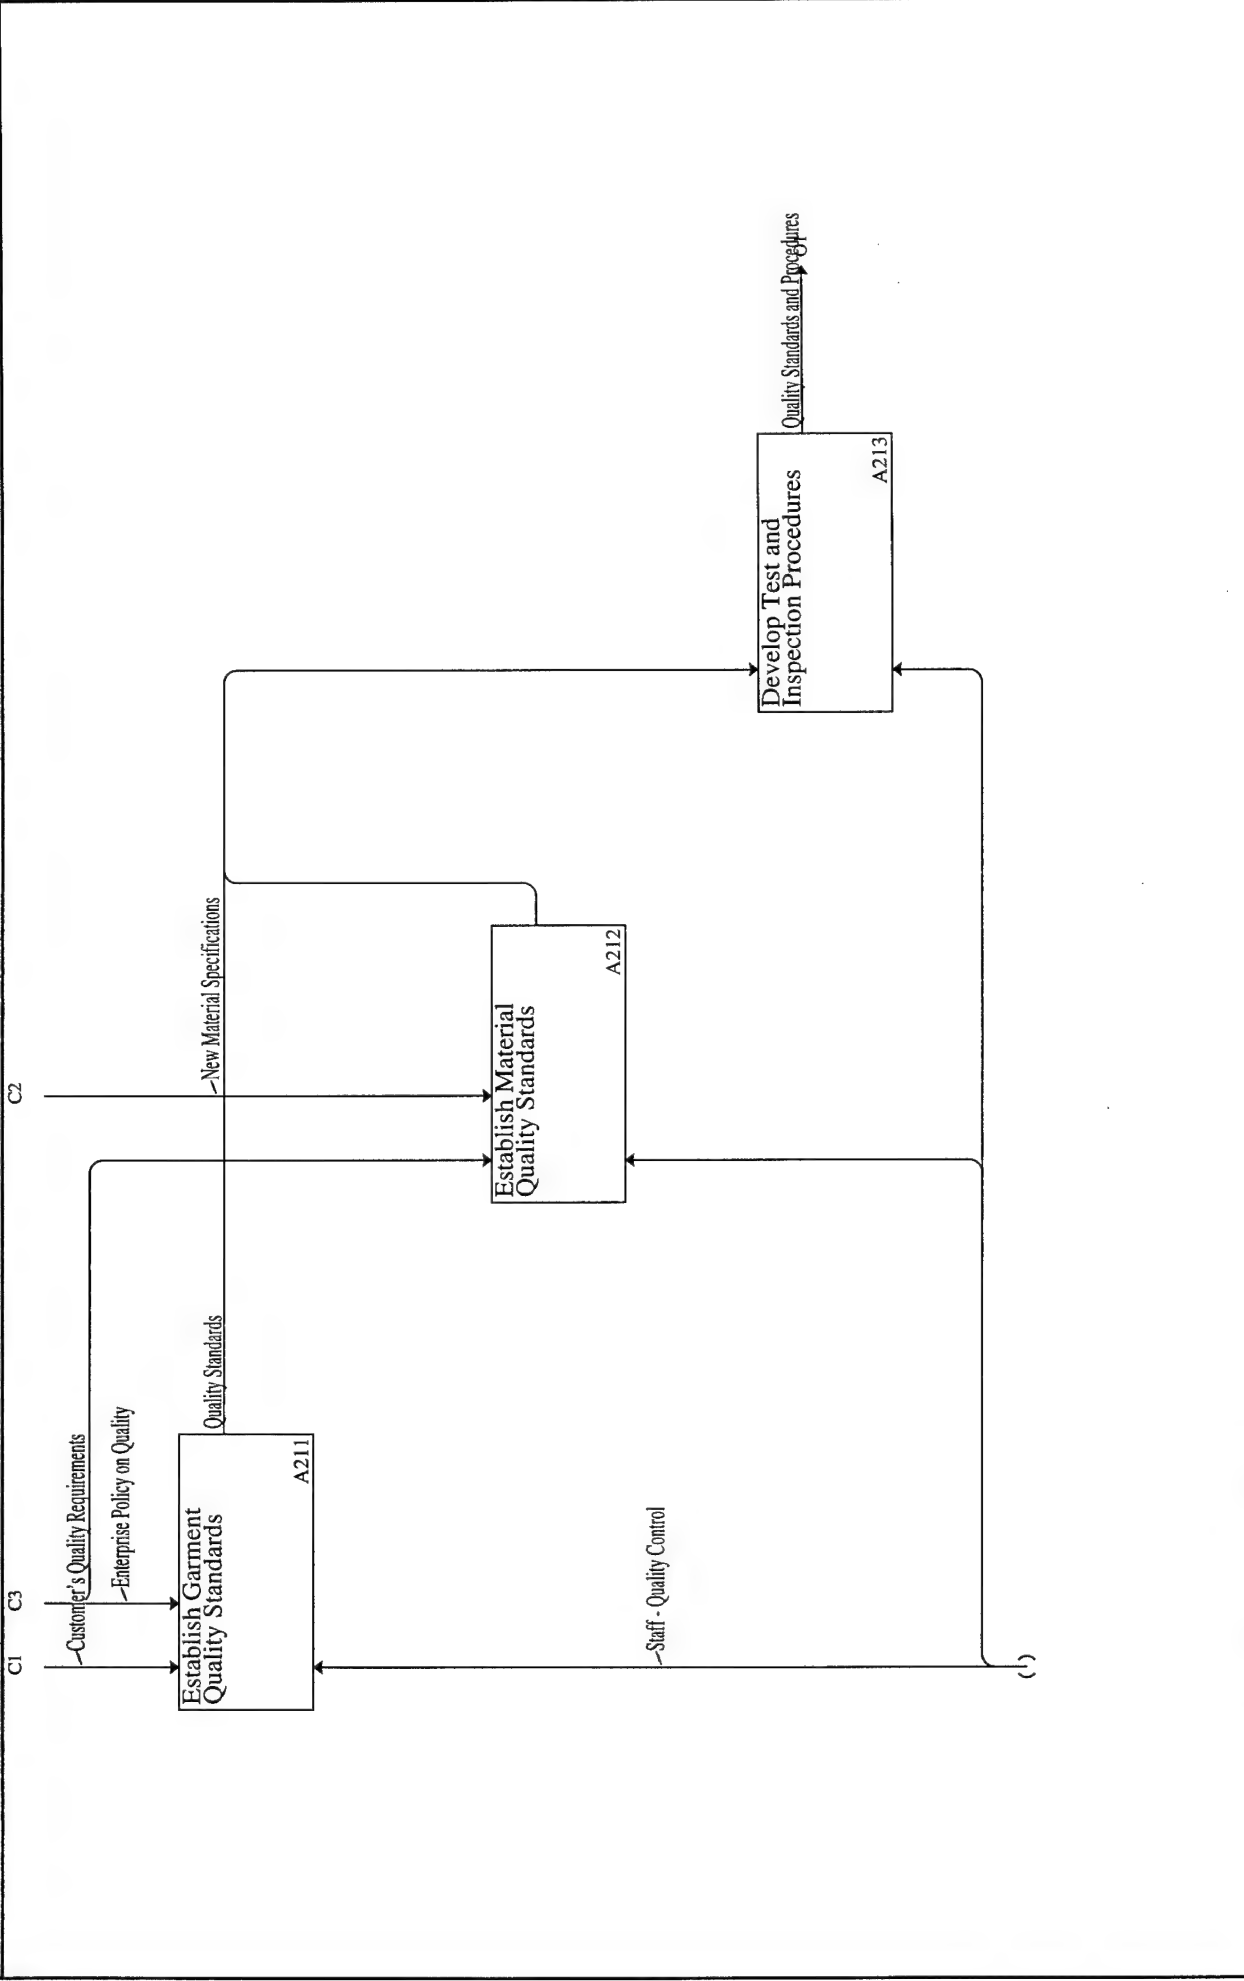 C1
C3
C2
Customer's Quality Requirements
Enterprise Policy on Quality
Establish Garment
Quality Standards
A211
Quality Standards
New Material Specifications
Establish Material
Quality Standards
A212
Develop Test and
Inspection Procedures
A213
Quality Standards and Procedures
Staff - Quality Control